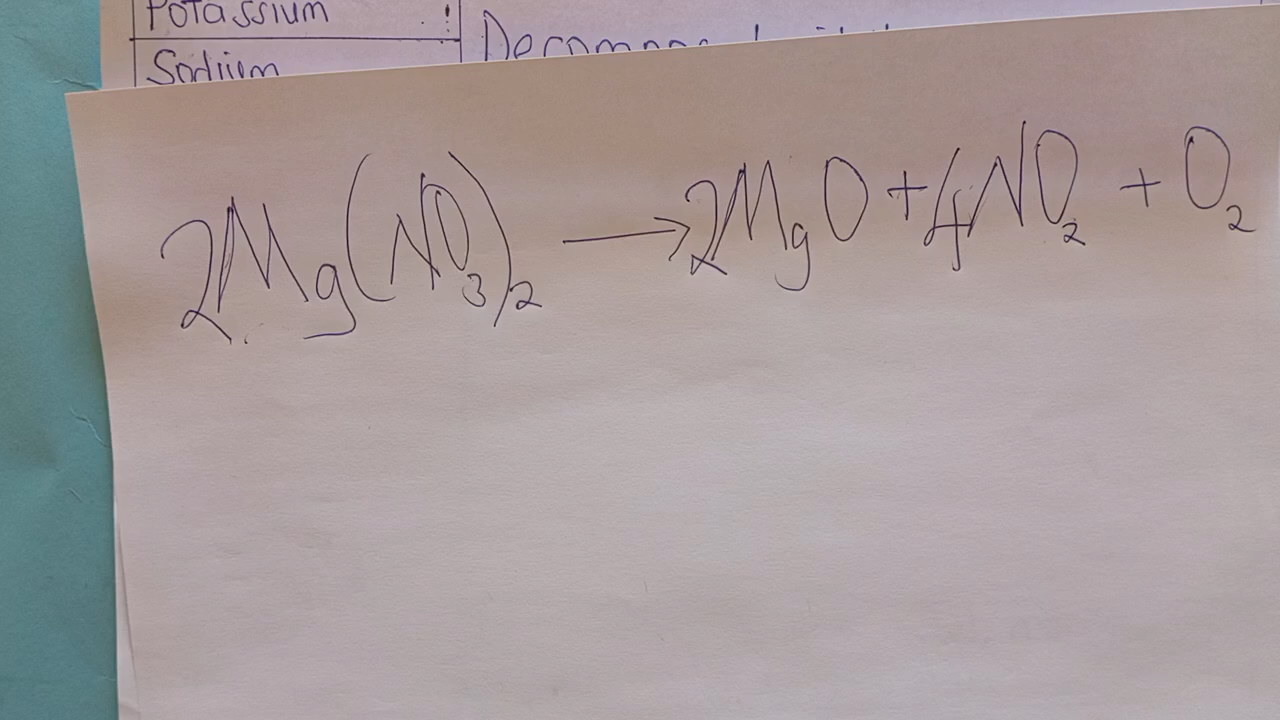 Potassium
Sodium
2Mg(NO₃)₂ → 2MgO + 4NO₂ + O₂